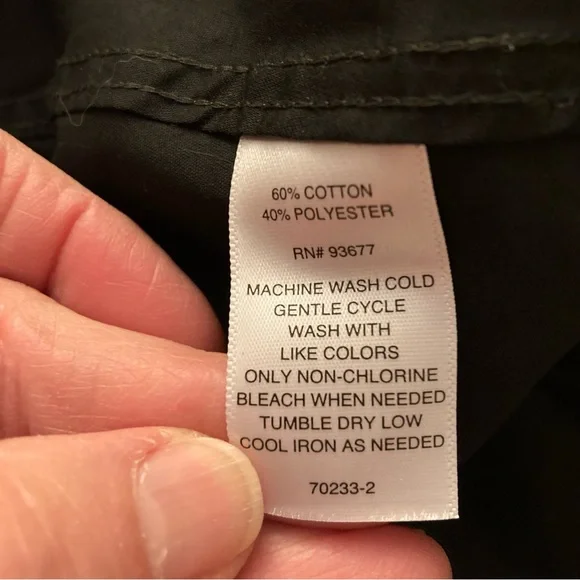 60% COTTON
40% POLYESTER
RN# 93677
MACHINE WASH COLD
GENTLE CYCLE
WASH WITH
LIKE COLORS
ONLY NON-CHLORINE
BLEACH WHEN NEEDED
TUMBLE DRY LOW
COOL IRON AS NEEDED
70233-2